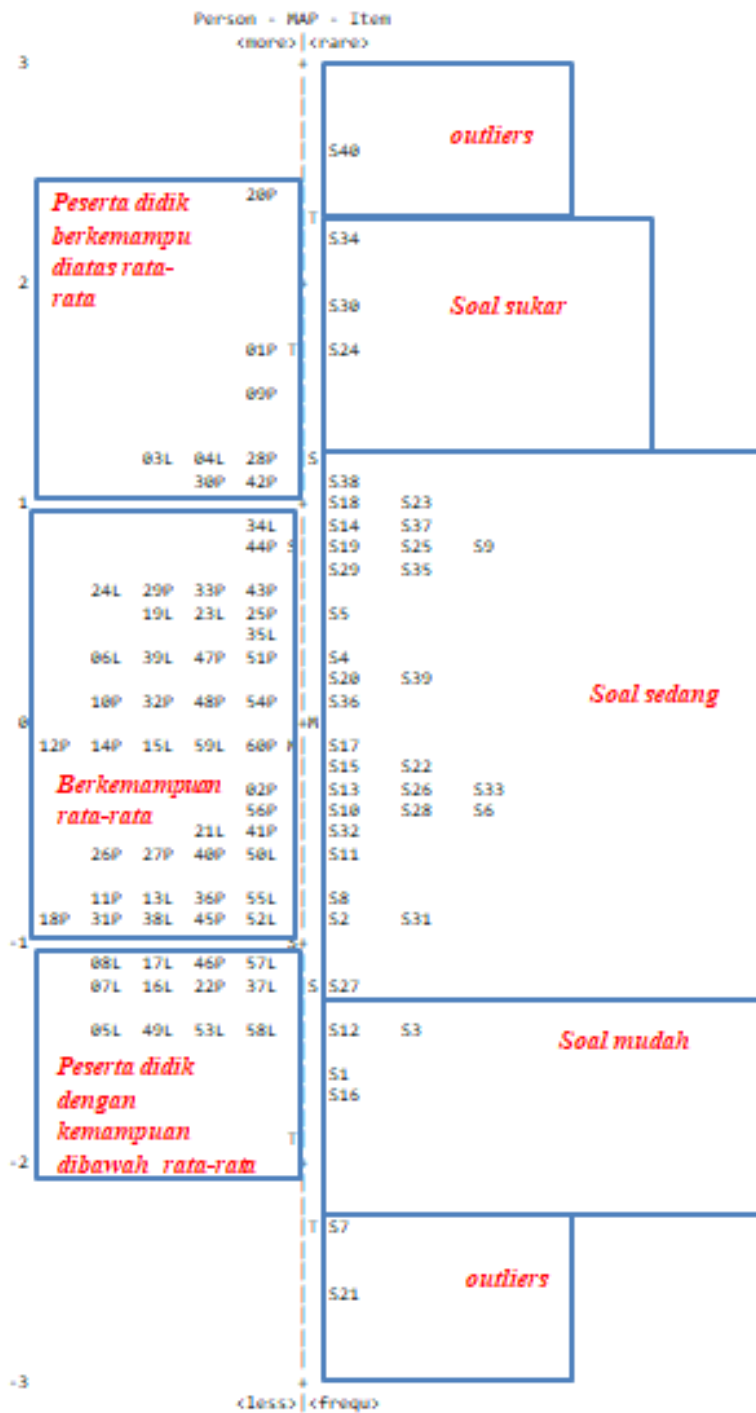 Person - MAP - Item
<more>|<rare>
3 +
outliers
S40
Peserta didik 20P
berkemampu T
diatas rata- S34
2 +
rata S30 Soal sukar
01P T S24
09P
03L 04L 28P S
30P 42P S38
1 + S18 S23
34L S14 S37
44P S S19 S25 S9
S29 S35
24L 29P 33P 43P
19L 23L 25P S5
35L
06L 39L 47P 51P S4
S20 S39
10P 32P 48P 54P S36 Soal sedang
0 +M
12P 14P 15L 59L 60P M S17
S15 S22
Berkemampuan 02P S13 S26 S33
rata-rata 56P S10 S28 S6
21L 41P S32
26P 27P 40P 50L S11
11P 13L 36P 55L S8
18P 31P 38L 45P 52L S2 S31
-1 S+
08L 17L 46P 57L
07L 16L 22P 37L S S27
05L 49L 53L 58L S12 S3 Soal mudah
Peserta didik S1
dengan S16
kemampuan T
dibawah rata-rata
-2 +
T S7
outliers
S21
-3 +
<less>|<frequ>